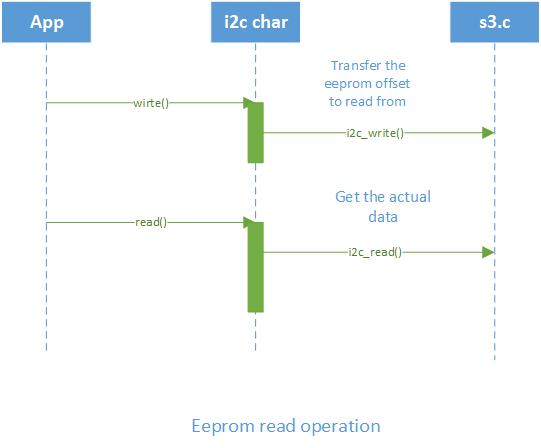 App
i2c char
s3.c
Transfer the
eeprom offset
to read from
wirte()
i2c_write()
Get the actual
data
read()
i2c_read()
Eeprom read operation